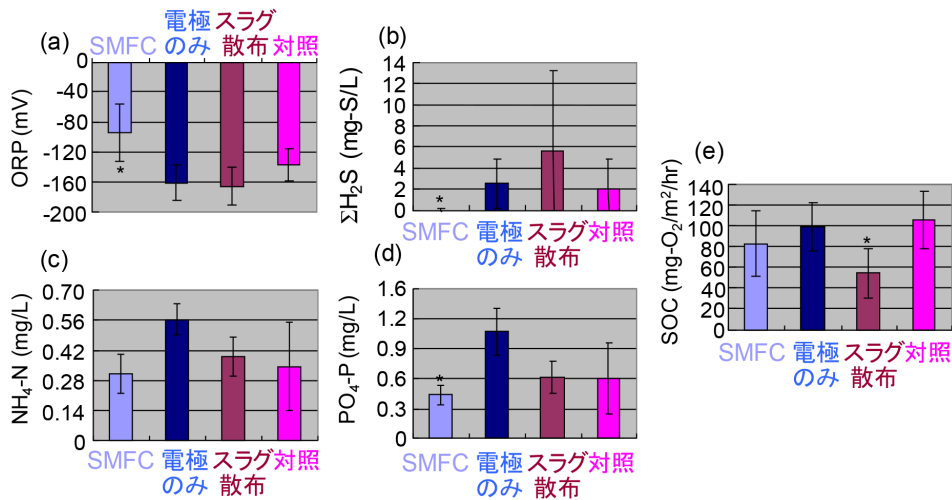 (a)
SMFC
電極
のみ
スラグ
散布
対照
ORP (mV)
0
-40
-80
-120
-160
-200
*
(b)
ΣH₂S (mg-S/L)
14
12
10
8
6
4
2
0
*
SMFC
電極
のみ
スラグ
散布
対照
(c)
NH₄-N (mg/L)
0.70
0.56
0.42
0.28
0.14
0
SMFC
電極
のみ
スラグ
散布
対照
(d)
PO₄-P (mg/L)
1.6
1.2
0.9
0.6
0.3
0
*
SMFC
電極
のみ
スラグ
散布
対照
(e)
SOC (mg-O₂/m²/hr)
140
120
100
80
60
40
20
0
*
SMFC
電極
のみ
スラグ
散布
対照